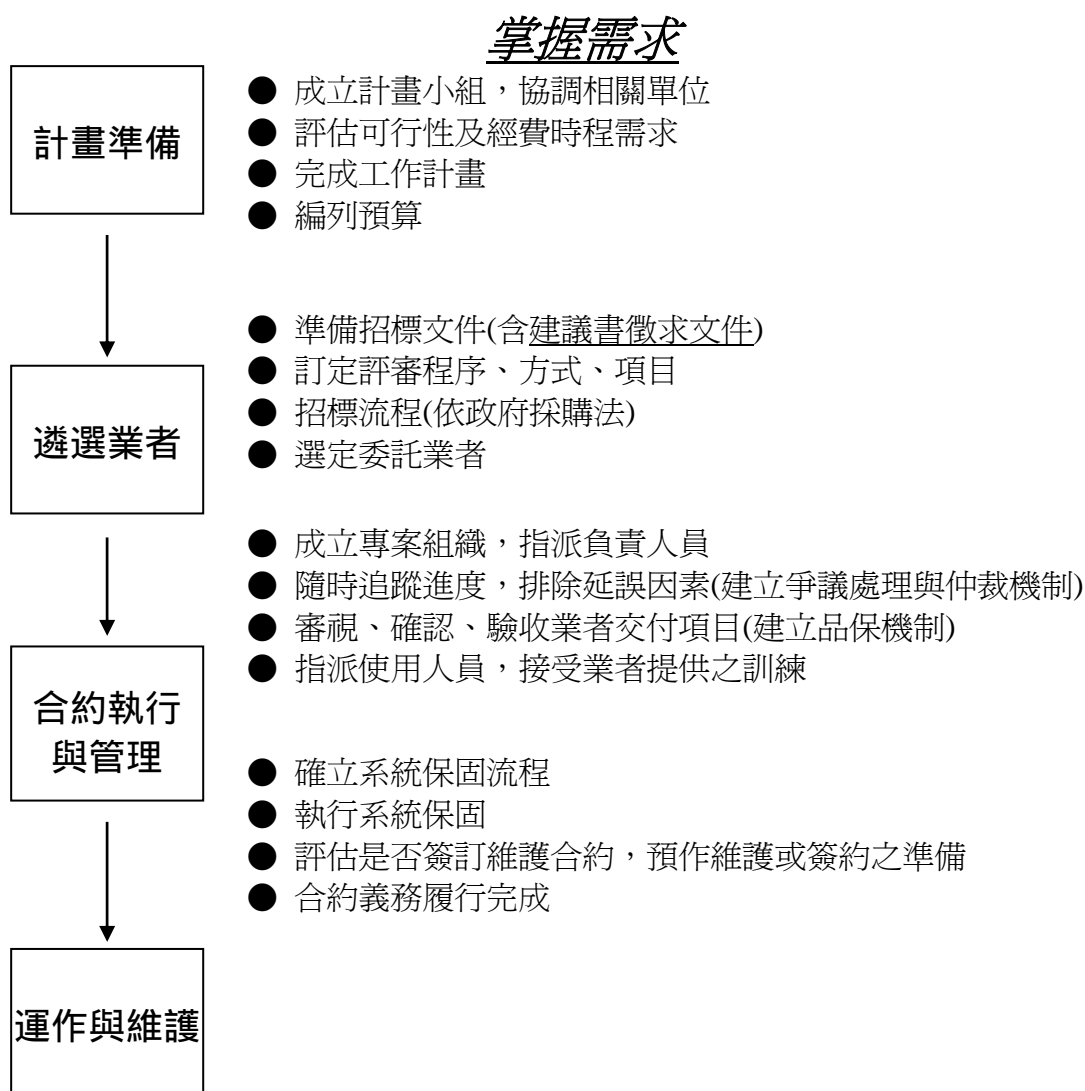 掌握需求
計畫準備
● 成立計畫小組，協調相關單位
● 評估可行性及經費時程需求
● 完成工作計畫
● 編列預算
遴選業者
● 準備招標文件(含建議書徵求文件)
● 訂定評審程序、方式、項目
● 招標流程(依政府採購法)
● 選定委託業者
合約執行
與管理
● 成立專案組織，指派負責人員
● 隨時追蹤進度，排除延誤因素(建立爭議處理與仲裁機制)
● 審視、確認、驗收業者交付項目(建立品保機制)
● 指派使用人員，接受業者提供之訓練
運作與維護
● 確立系統保固流程
● 執行系統保固
● 評估是否簽訂維護合約，預作維護或簽約之準備
● 合約義務履行完成